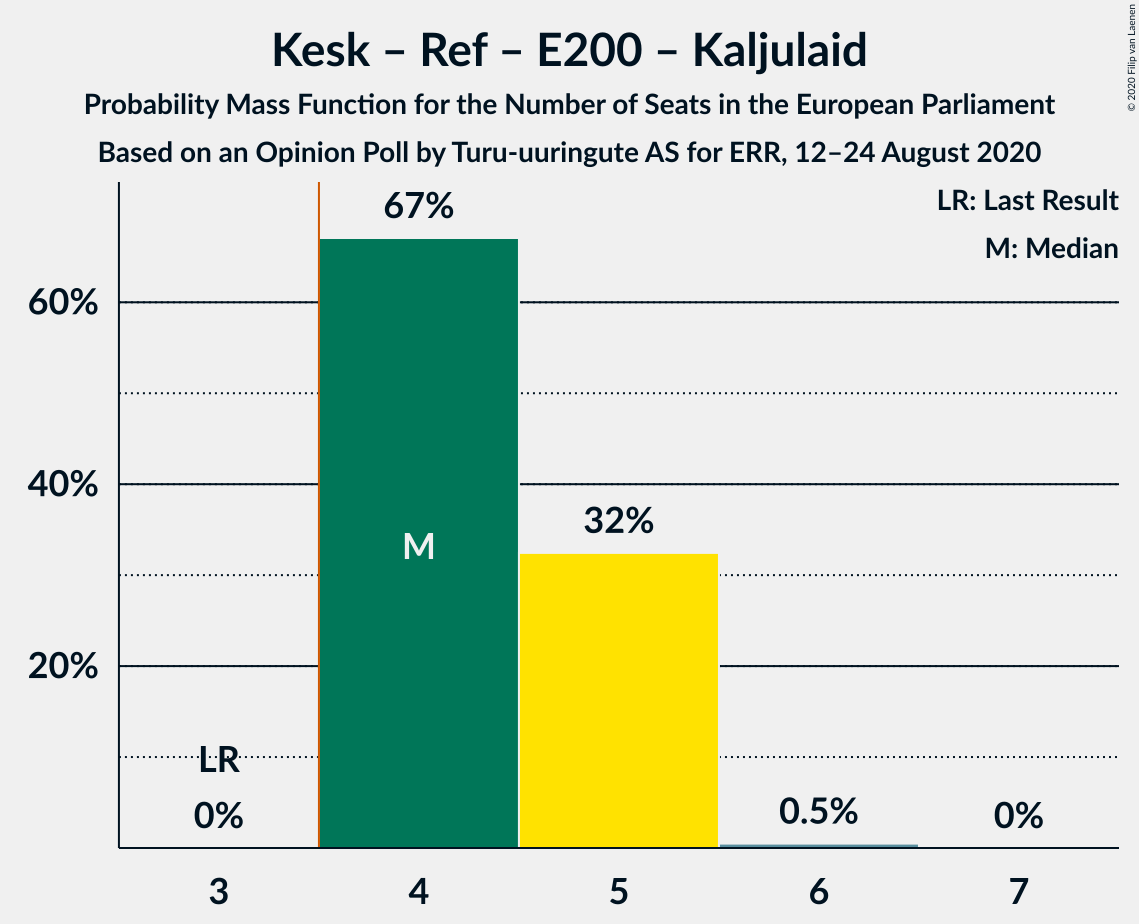 Kesk – Ref – E200 – Kaljulaid
Probability Mass Function for the Number of Seats in the European Parliament
Based on an Opinion Poll by Turu-uuringute AS for ERR, 12–24 August 2020
© 2020 Filip van Laenen
LR: Last Result
M: Median
67%
60%
40%
32%
M
20%
LR
0%
0.5%
0%
3 4 5 6 7